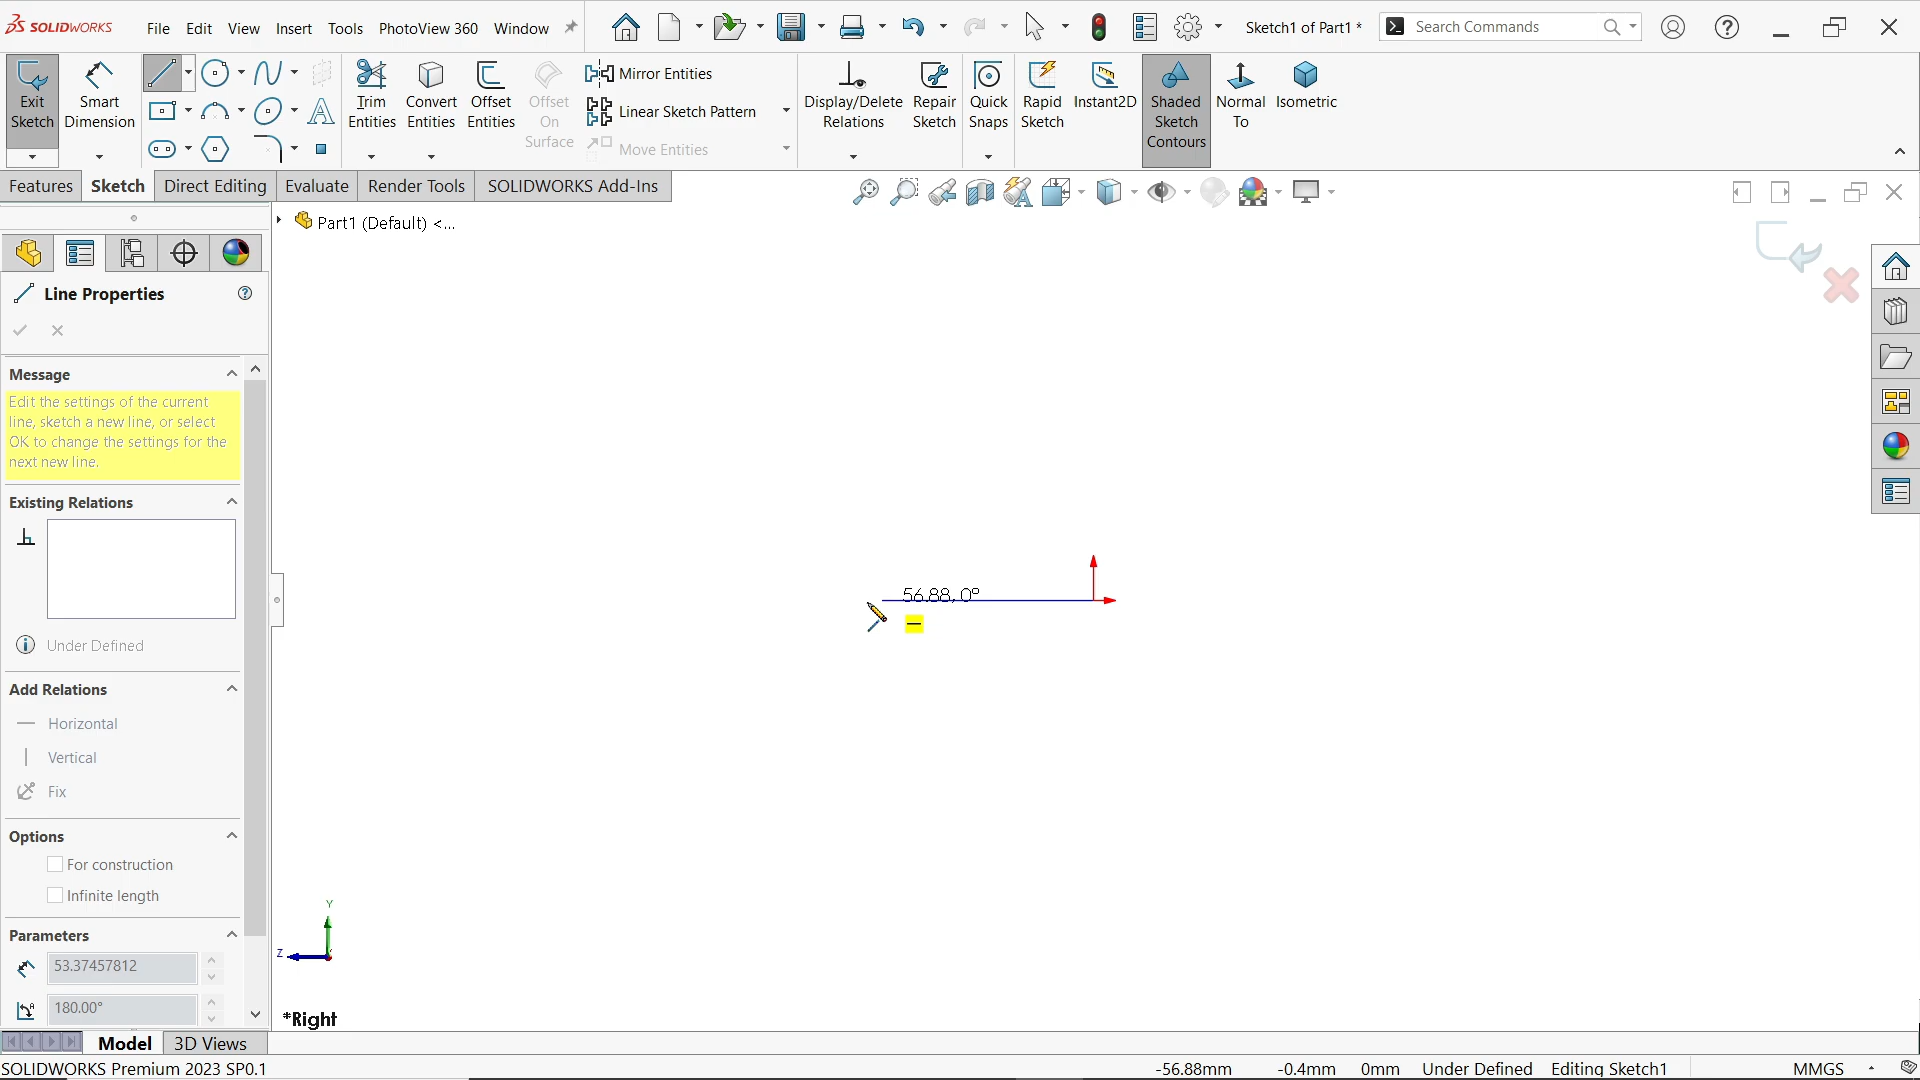 SOLIDWORKS
File Edit View Insert Tools PhotoView 360 Window
Sketch1 of Part1 *
Search Commands
Exit Sketch
Smart Dimension
Trim Entities
Convert Entities
Offset Entities
Offset On Surface
Mirror Entities
Linear Sketch Pattern
Move Entities
Display/Delete Relations
Repair Sketch
Quick Snaps
Rapid Sketch
Instant2D
Shaded Sketch Contours
Normal To
Isometric
Features Sketch Direct Editing Evaluate Render Tools SOLIDWORKS Add-Ins
Part1 (Default) <...
Line Properties
Message
Edit the settings of the current
line, sketch a new line, or select
OK to change the settings for the
next new line.
Existing Relations
Under Defined
Add Relations
Horizontal
Vertical
Fix
Options
For construction
Infinite length
Parameters
53.37457812
180.00°
56.88, 0°
Y
Z
*Right
Model 3D Views
SOLIDWORKS Premium 2023 SP0.1
-56.88mm -0.4mm 0mm Under Defined Editing Sketch1 MMGS